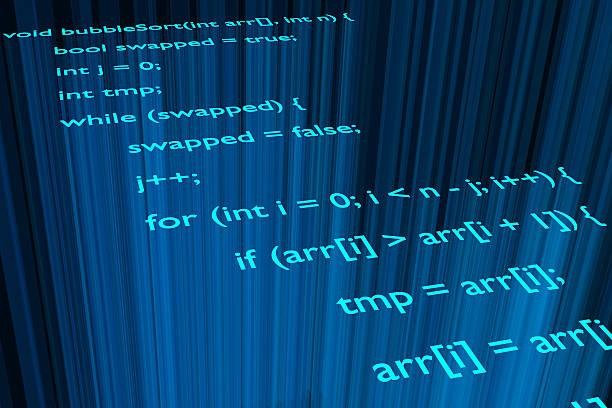 void bubbleSort(int arr[], int n) {
bool swapped = true;
int j = 0;
int tmp;
while (swapped) {
swapped = false;
j++;
for (int i = 0; i < n - j; i++) {
if (arr[i] > arr[i + 1]) {
tmp = arr[i];
arr[i] = arr[i